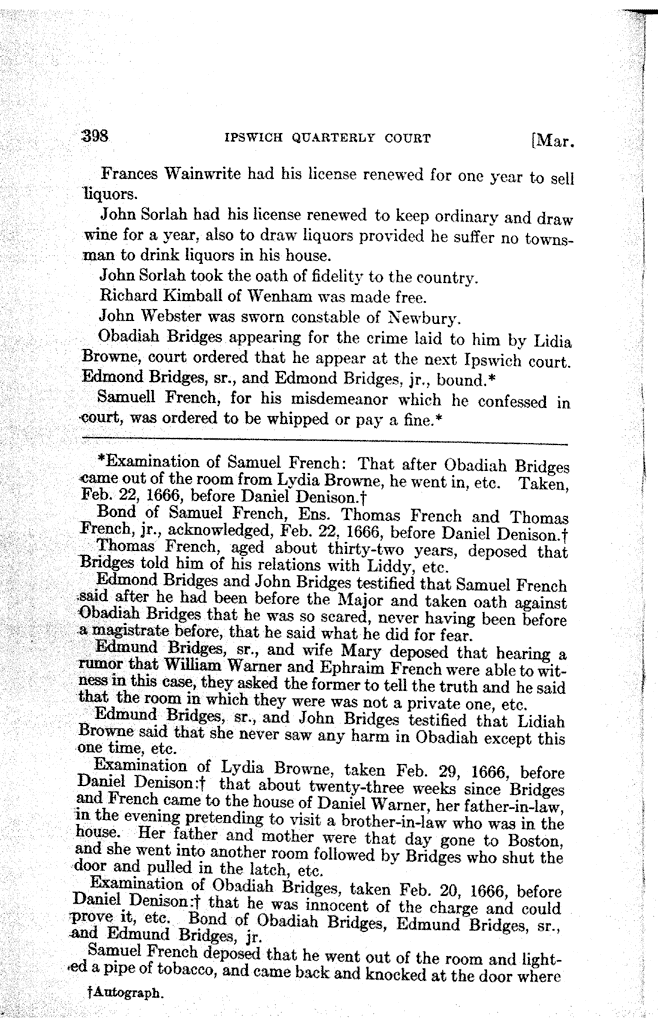 398 IPSWICH QUARTERLY COURT [Mar.
Frances Wainwrite had his license renewed for one year to sell
liquors.
John Sorlah had his license renewed to keep ordinary and draw
wine for a year, also to draw liquors provided he suffer no towns-
man to drink liquors in his house.
John Sorlah took the oath of fidelity to the country.
Richard Kimball of Wenham was made free.
John Webster was sworn constable of Newbury.
Obadiah Bridges appearing for the crime laid to him by Lidia
Browne, court ordered that he appear at the next Ipswich court.
Edmond Bridges, sr., and Edmond Bridges, jr., bound.*
Samuell French, for his misdemeanor which he confessed in
court, was ordered to be whipped or pay a fine.*
*Examination of Samuel French: That after Obadiah Bridges
came out of the room from Lydia Browne, he went in, etc. Taken,
Feb. 22, 1666, before Daniel Denison.†
Bond of Samuel French, Ens. Thomas French and Thomas
French, jr., acknowledged, Feb. 22, 1666, before Daniel Denison.†
Thomas French, aged about thirty-two years, deposed that
Bridges told him of his relations with Liddy, etc.
Edmond Bridges and John Bridges testified that Samuel French
said after he had been before the Major and taken oath against
Obadiah Bridges that he was so scared, never having been before
a magistrate before, that he said what he did for fear.
Edmund Bridges, sr., and wife Mary deposed that hearing a
rumor that William Warner and Ephraim French were able to wit-
ness in this case, they asked the former to tell the truth and he said
that the room in which they were was not a private one, etc.
Edmund Bridges, sr., and John Bridges testified that Lidiah
Browne said that she never saw any harm in Obadiah except this
one time, etc.
Examination of Lydia Browne, taken Feb. 29, 1666, before
Daniel Denison:† that about twenty-three weeks since Bridges
and French came to the house of Daniel Warner, her father-in-law,
in the evening pretending to visit a brother-in-law who was in the
house. Her father and mother were that day gone to Boston,
and she went into another room followed by Bridges who shut the
door and pulled in the latch, etc.
Examination of Obadiah Bridges, taken Feb. 20, 1666, before
Daniel Denison:† that he was innocent of the charge and could
prove it, etc. Bond of Obadiah Bridges, Edmund Bridges, sr.,
and Edmund Bridges, jr.
Samuel French deposed that he went out of the room and light-
ed a pipe of tobacco, and came back and knocked at the door where
†Autograph.